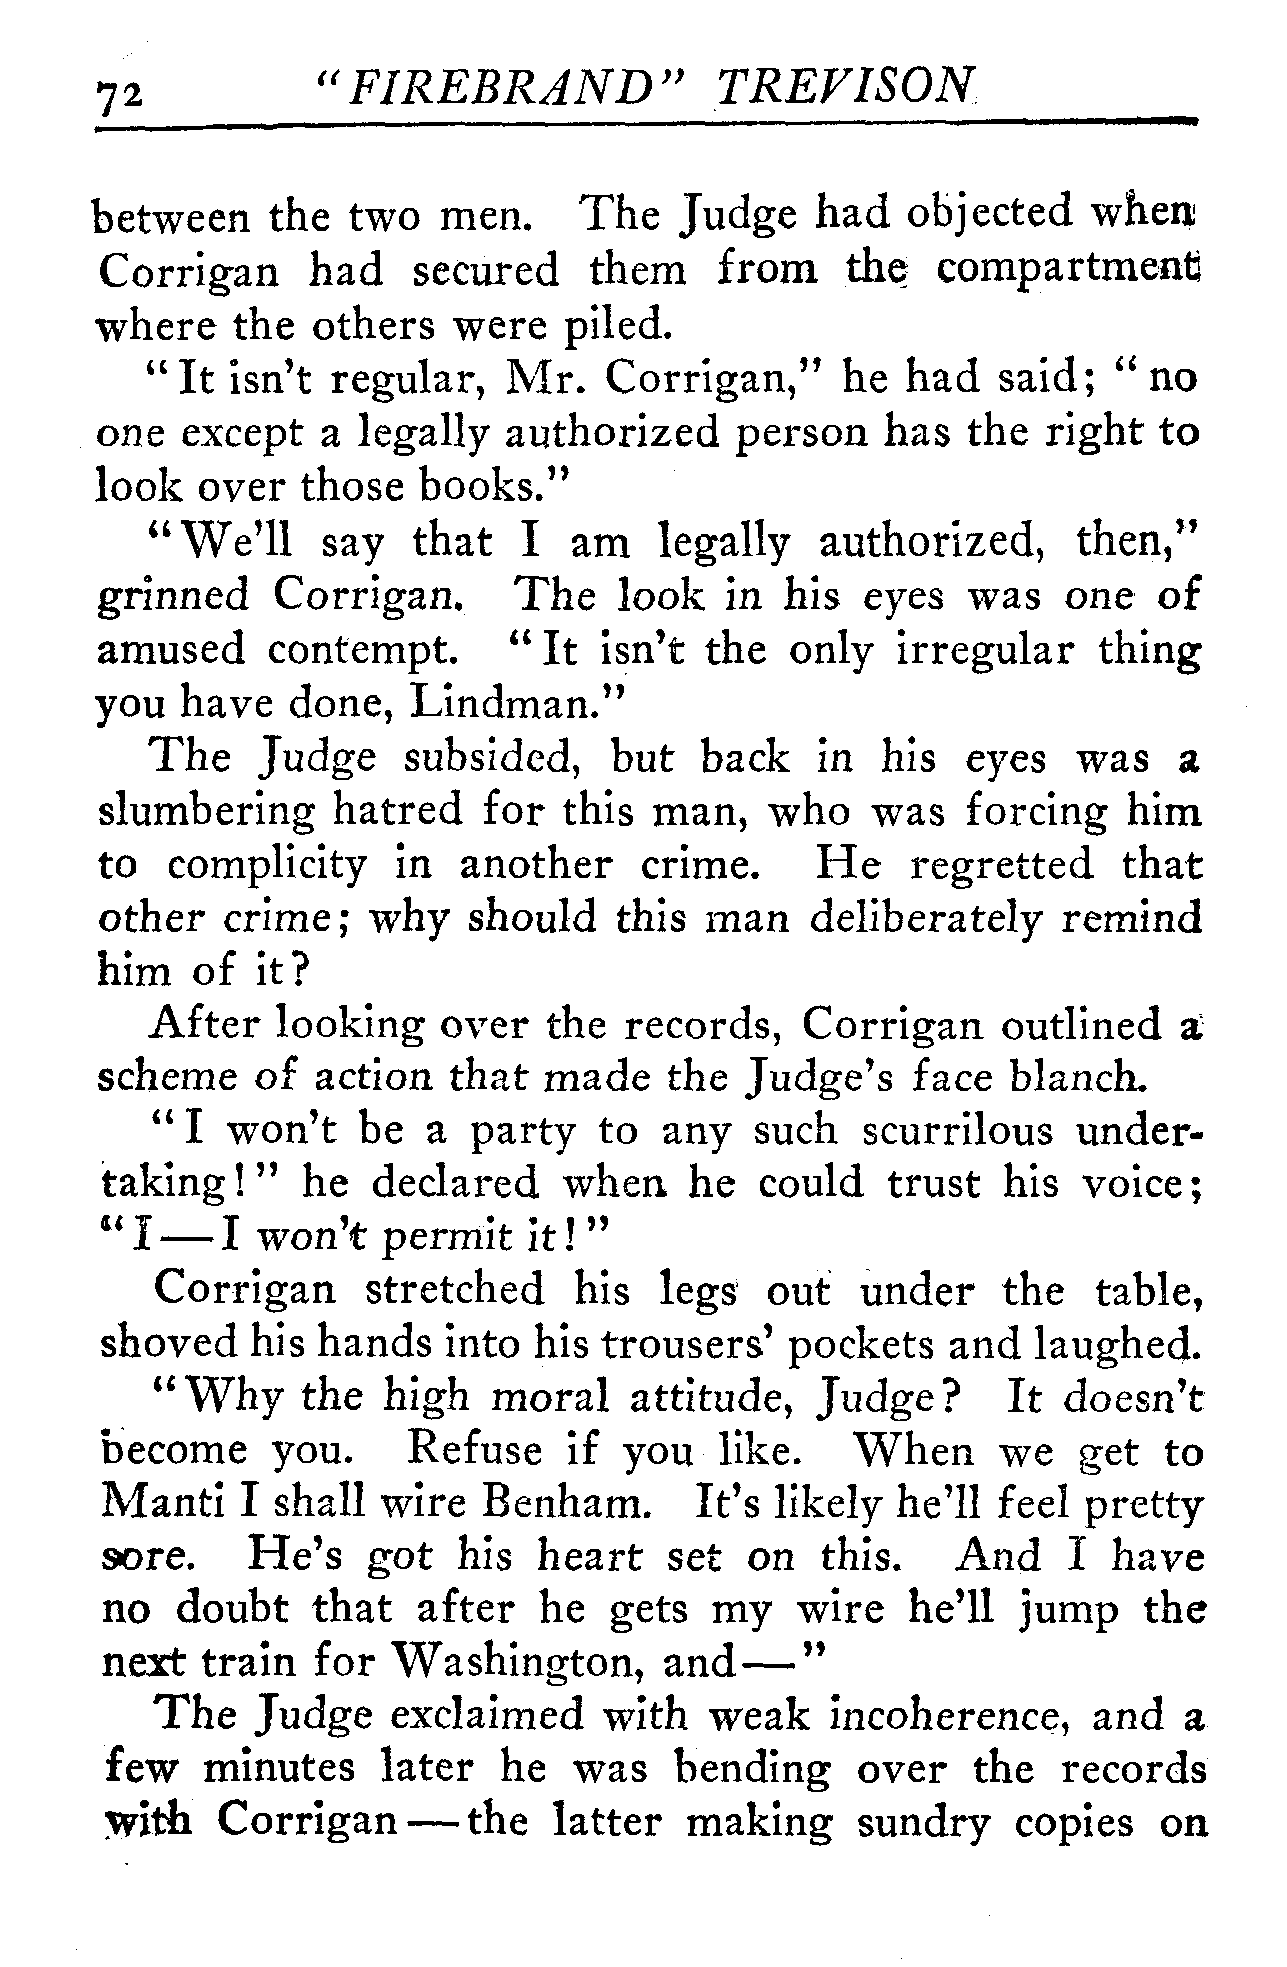 72 "FIREBRAND" TREVISON
between the two men. The Judge had objected when
Corrigan had secured them from the compartment
where the others were piled.
"It isn't regular, Mr. Corrigan," he had said; "no
one except a legally authorized person has the right to
look over those books."
"We'll say that I am legally authorized, then,"
grinned Corrigan. The look in his eyes was one of
amused contempt. "It isn't the only irregular thing
you have done, Lindman."
The Judge subsided, but back in his eyes was a
slumbering hatred for this man, who was forcing him
to complicity in another crime. He regretted that
other crime; why should this man deliberately remind
him of it?
After looking over the records, Corrigan outlined a
scheme of action that made the Judge's face blanch.
"I won't be a party to any such scurrilous under-
taking!" he declared when he could trust his voice;
"I—I won't permit it!"
Corrigan stretched his legs out under the table,
shoved his hands into his trousers' pockets and laughed.
"Why the high moral attitude, Judge? It doesn't
become you. Refuse if you like. When we get to
Manti I shall wire Benham. It's likely he'll feel pretty
sore. He's got his heart set on this. And I have
no doubt that after he gets my wire he'll jump the
next train for Washington, and—"
The Judge exclaimed with weak incoherence, and a
few minutes later he was bending over the records
with Corrigan—the latter making sundry copies on